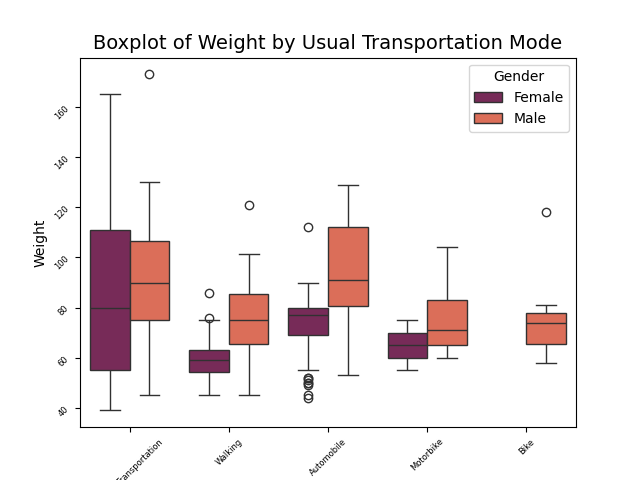 Boxplot of Weight by Usual Transportation Mode
Gender
Female
Male
Weight
160
140
120
100
80
60
40
Transportation
Walking
Automobile
Motorbike
Bike